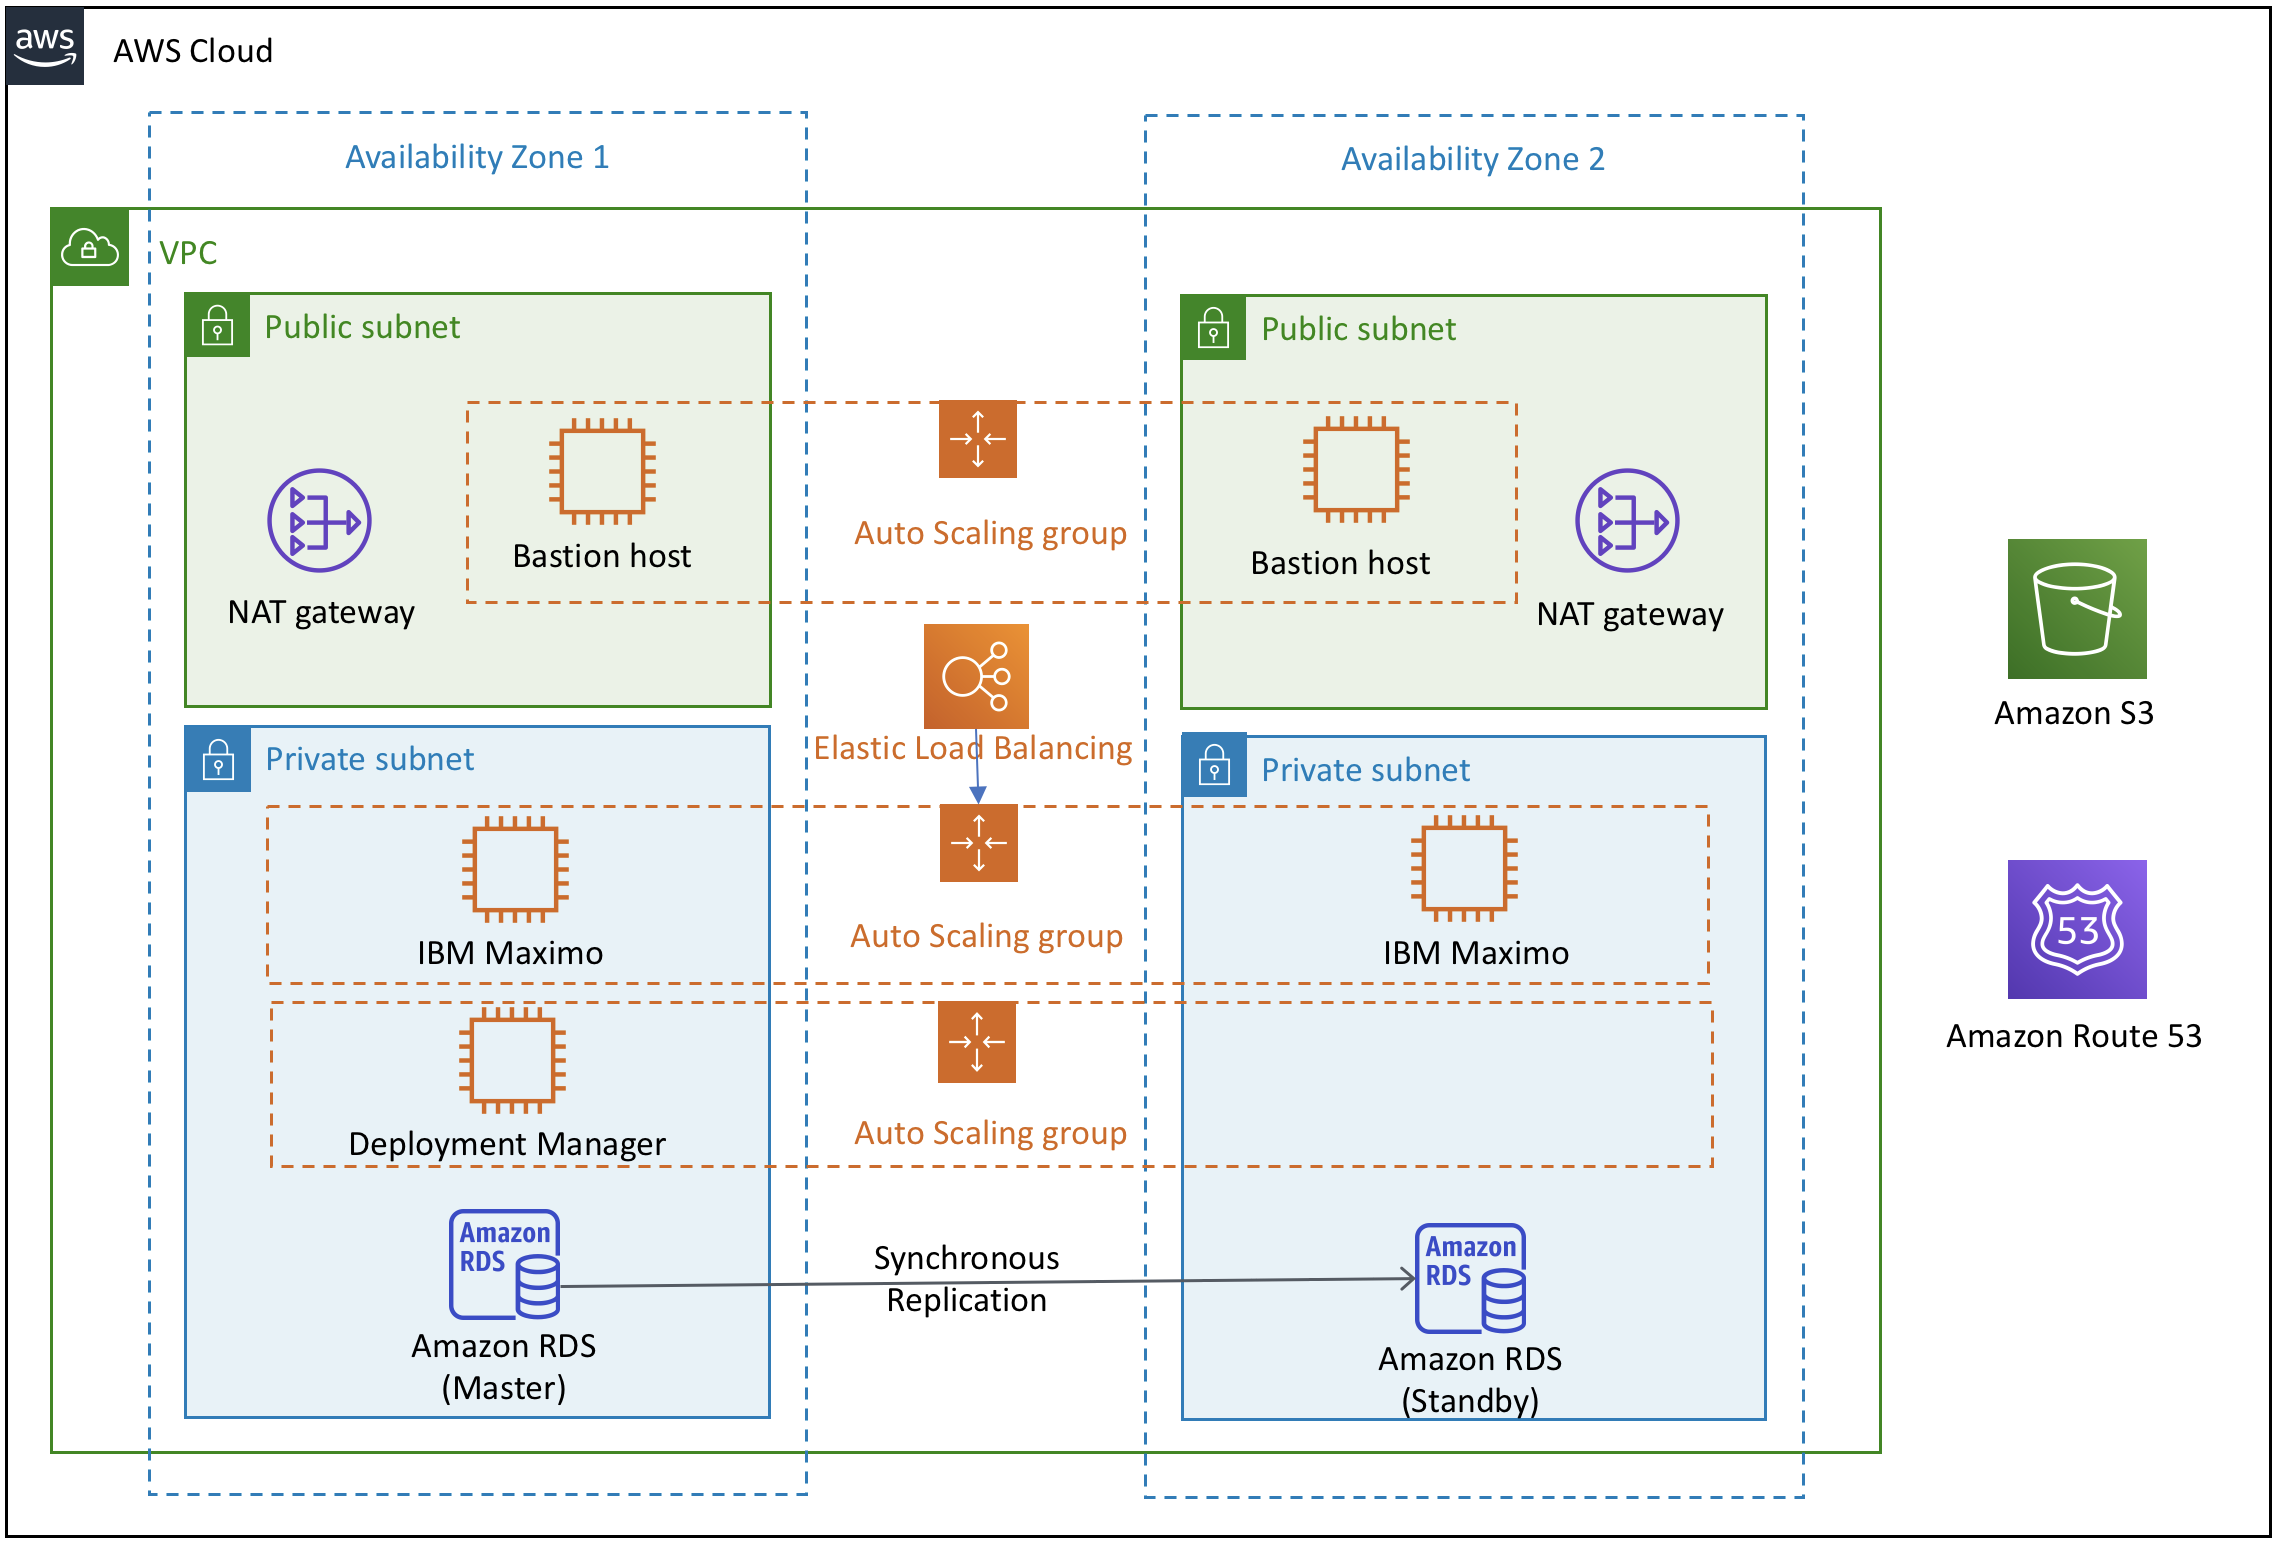 aws
AWS Cloud
Availability Zone 1
Availability Zone 2
VPC
Public subnet
Public subnet
Bastion host
NAT gateway
Auto Scaling group
Bastion host
NAT gateway
Elastic Load Balancing
Private subnet
Private subnet
IBM Maximo
Auto Scaling group
IBM Maximo
Deployment Manager
Auto Scaling group
Amazon
RDS
Amazon RDS
(Master)
Synchronous
Replication
Amazon
RDS
Amazon RDS
(Standby)
Amazon S3
53
Amazon Route 53